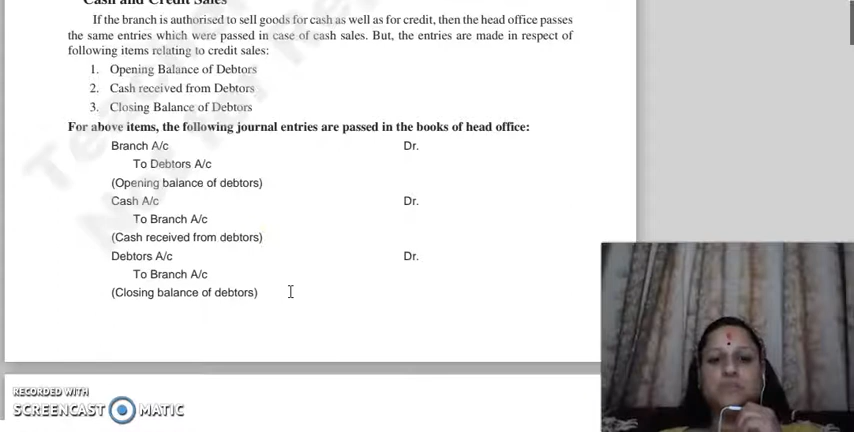 Cash and Credit Sales
If the branch is authorised to sell goods for cash as well as for credit, then the head office passes
the same entries which were passed in case of cash sales. But, the entries are made in respect of
following items relating to credit sales:
1. Opening Balance of Debtors
2. Cash received from Debtors
3. Closing Balance of Debtors
For above items, the following journal entries are passed in the books of head office:
Branch A/c Dr.
To Debtors A/c
(Opening balance of debtors)
Cash A/c Dr.
To Branch A/c
(Cash received from debtors)
Debtors A/c Dr.
To Branch A/c
(Closing balance of debtors)
RECORDED WITH
SCREENCAST MATIC